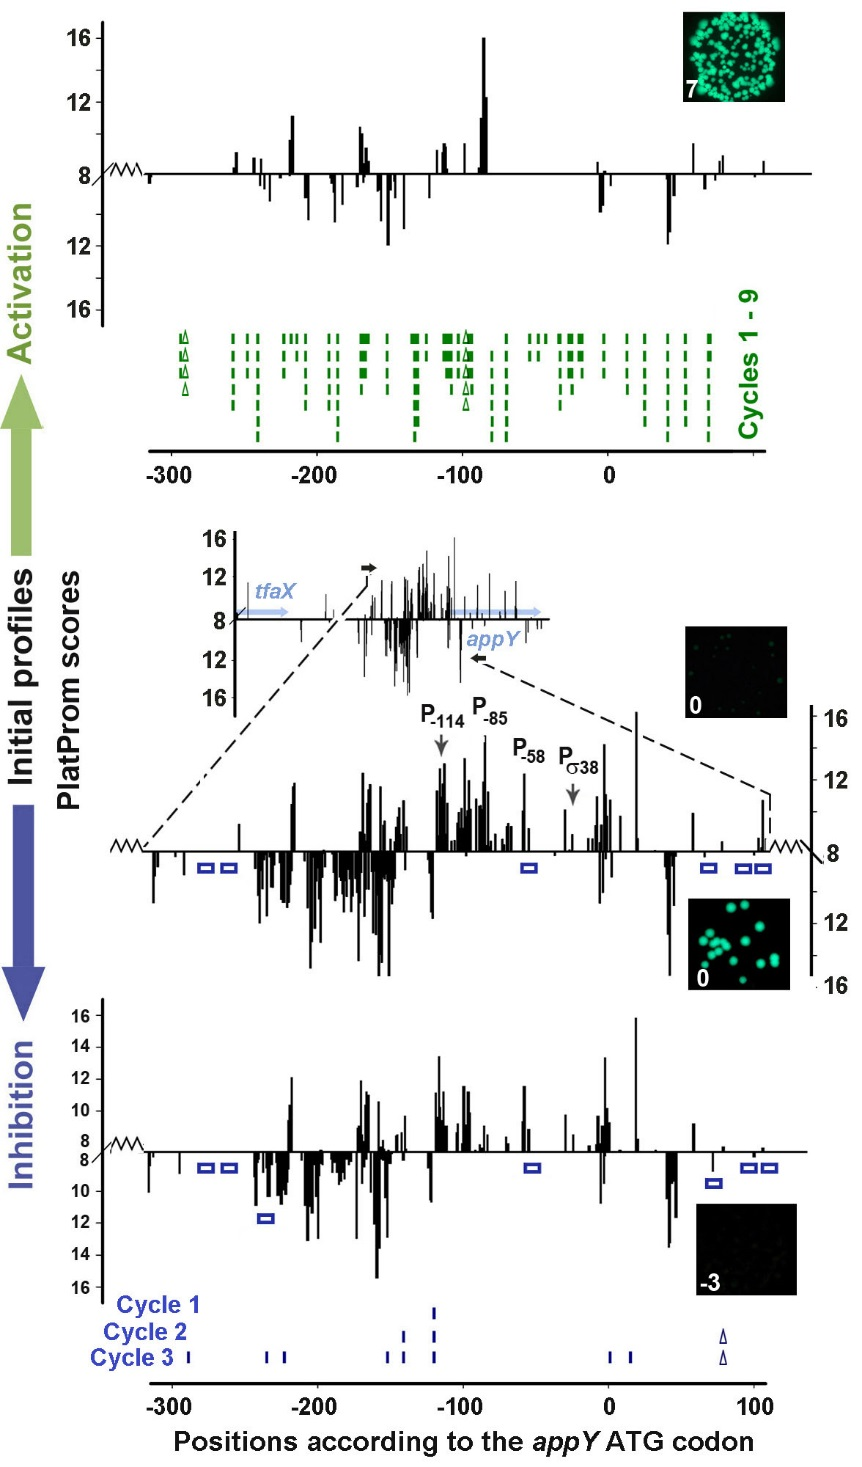 16
12
8
12
16
7
Activation
Cycles 1 - 9
-300
-200
-100
0
Initial profiles
PlatProm scores
16
12
8
12
16
tfaX
appY
0
P-114
P-85
P-58
Pσ38
16
12
8
12
16
0
Inhibition
16
14
12
10
8
8
10
12
14
16
-3
Cycle 1
Cycle 2
Cycle 3
-300
-200
-100
0
100
Positions according to the appY ATG codon